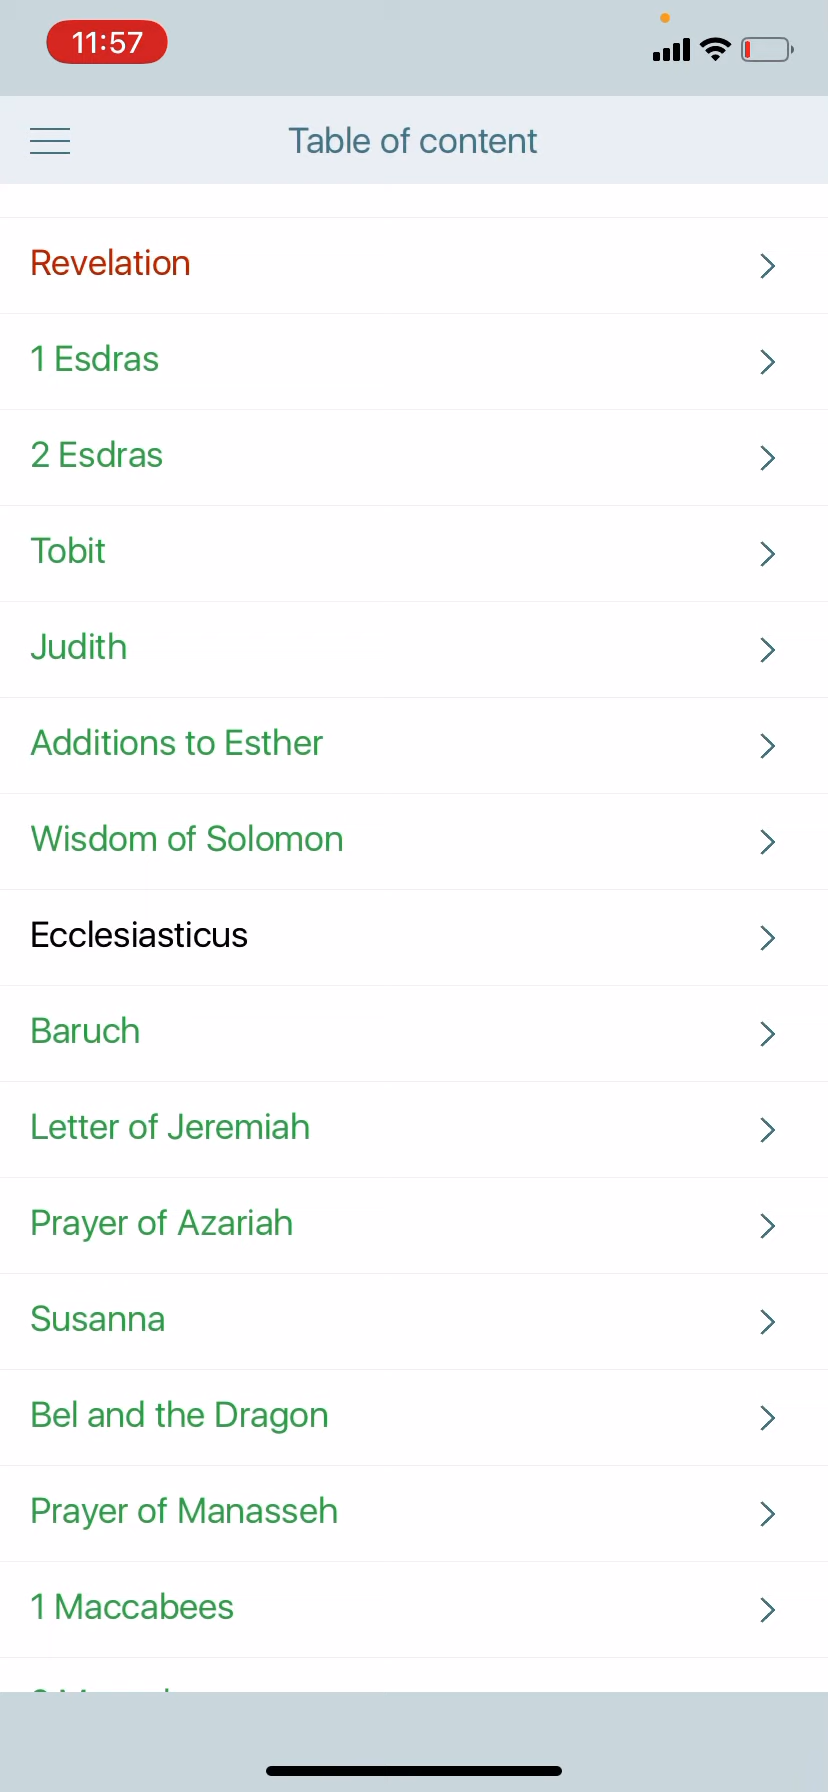 11:57
Table of content
Revelation
1 Esdras
2 Esdras
Tobit
Judith
Additions to Esther
Wisdom of Solomon
Ecclesiasticus
Baruch
Letter of Jeremiah
Prayer of Azariah
Susanna
Bel and the Dragon
Prayer of Manasseh
1 Maccabees